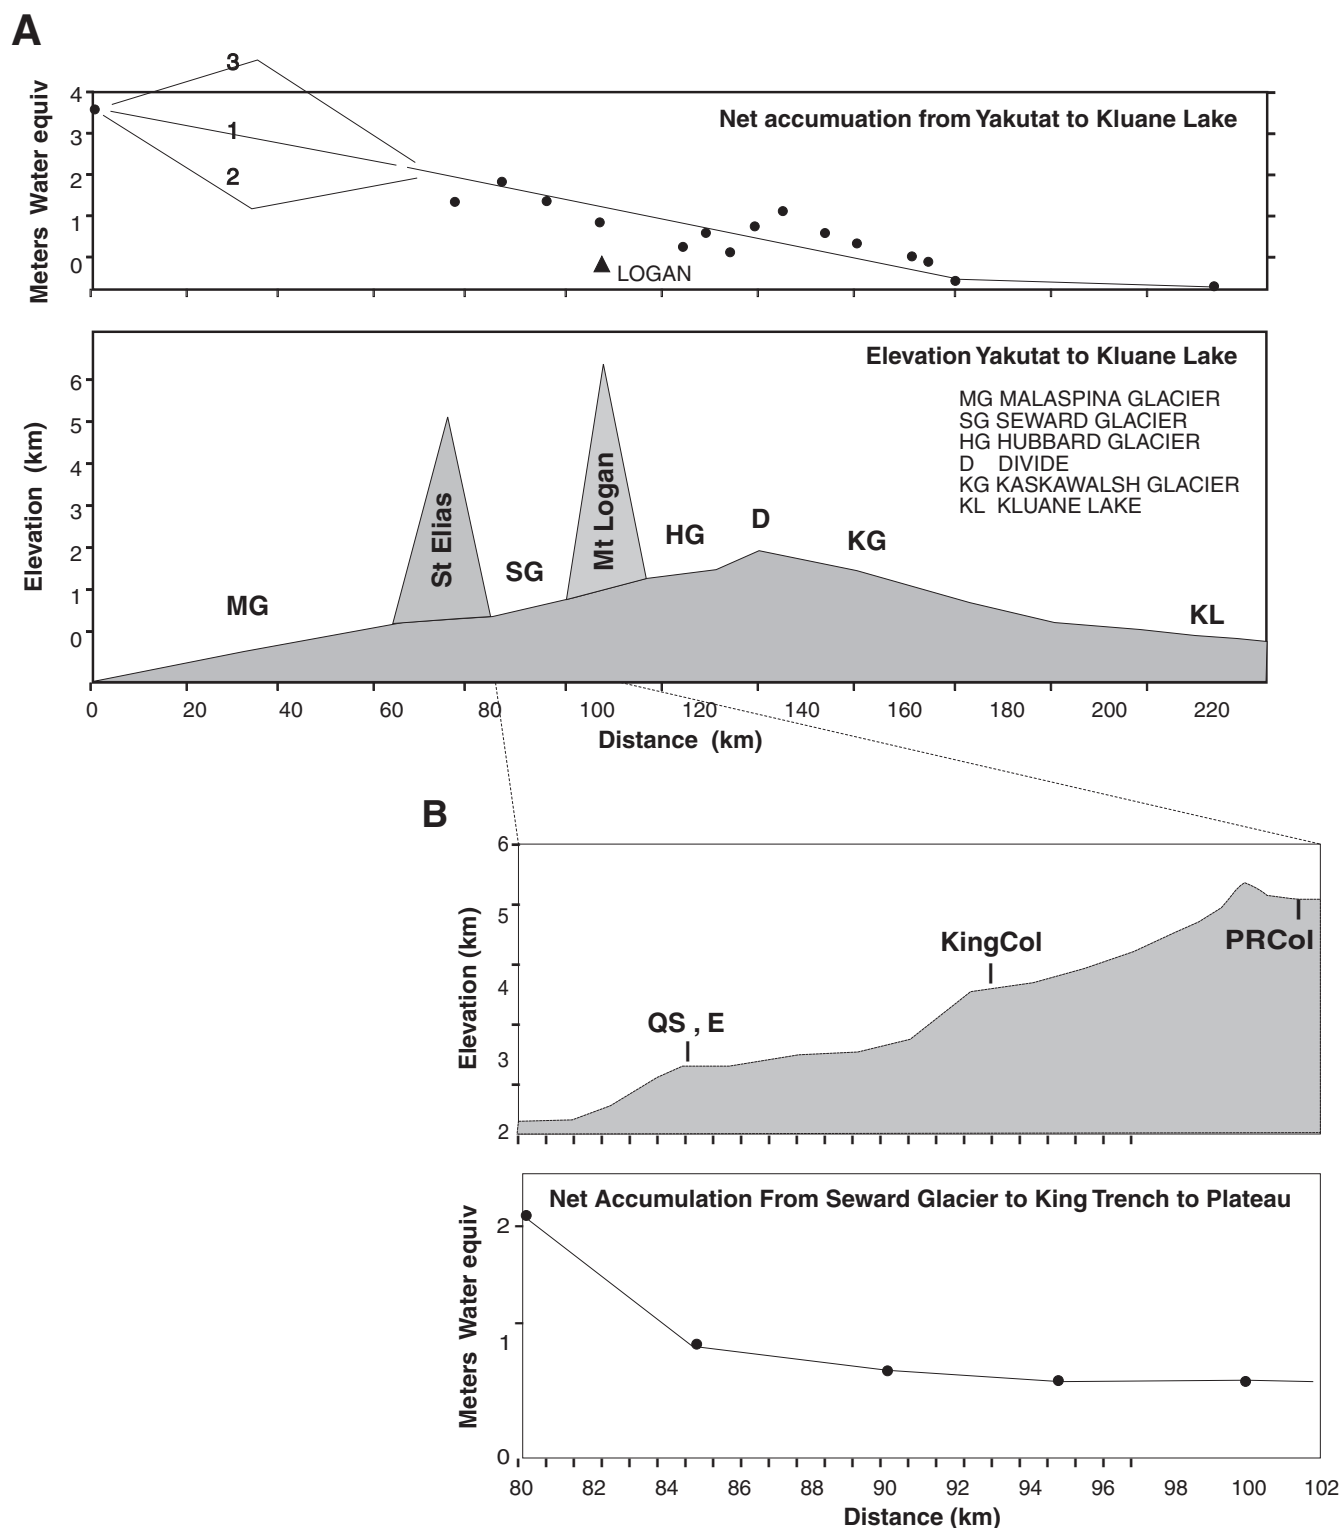 A
3
4
Net accumuation from Yakutat to Kluane Lake
3
1
2
2
1
0
LOGAN
Meters Water equiv
Elevation Yakutat to Kluane Lake
6
MG MALASPINA GLACIER
5
SG SEWARD GLACIER
HG HUBBARD GLACIER
4
D DIVIDE
KG KASKAWALSH GLACIER
3
KL KLUANE LAKE
2
1
0
Elevation (km)
MG
St Elias
SG
Mt Logan
HG
D
KG
KL
0 20 40 60 80 100 120 140 160 180 200 220
Distance (km)
B
6
5
4
3
2
Elevation (km)
QS , E
KingCol
PRCol
Net Accumulation From Seward Glacier to King Trench to Plateau
2
1
0
Meters Water equiv
80 82 84 86 88 90 92 94 96 98 100 102
Distance (km)